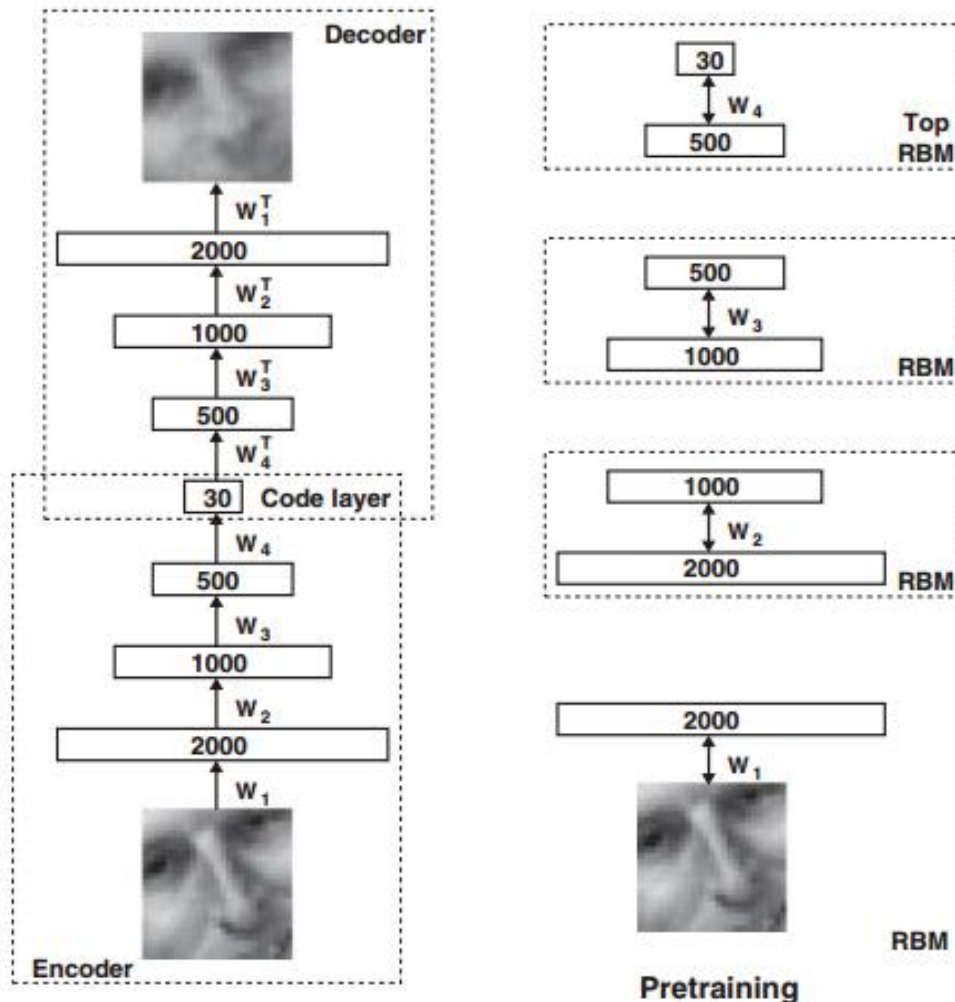 Decoder
W₁ᵀ
2000
W₂ᵀ
1000
W₃ᵀ
500
W₄ᵀ
30 Code layer
W₄
500
W₃
1000
W₂
2000
W₁
Encoder
30
W₄
500
Top
RBM
500
W₃
1000
RBM
1000
W₂
2000
RBM
2000
W₁
RBM
Pretraining